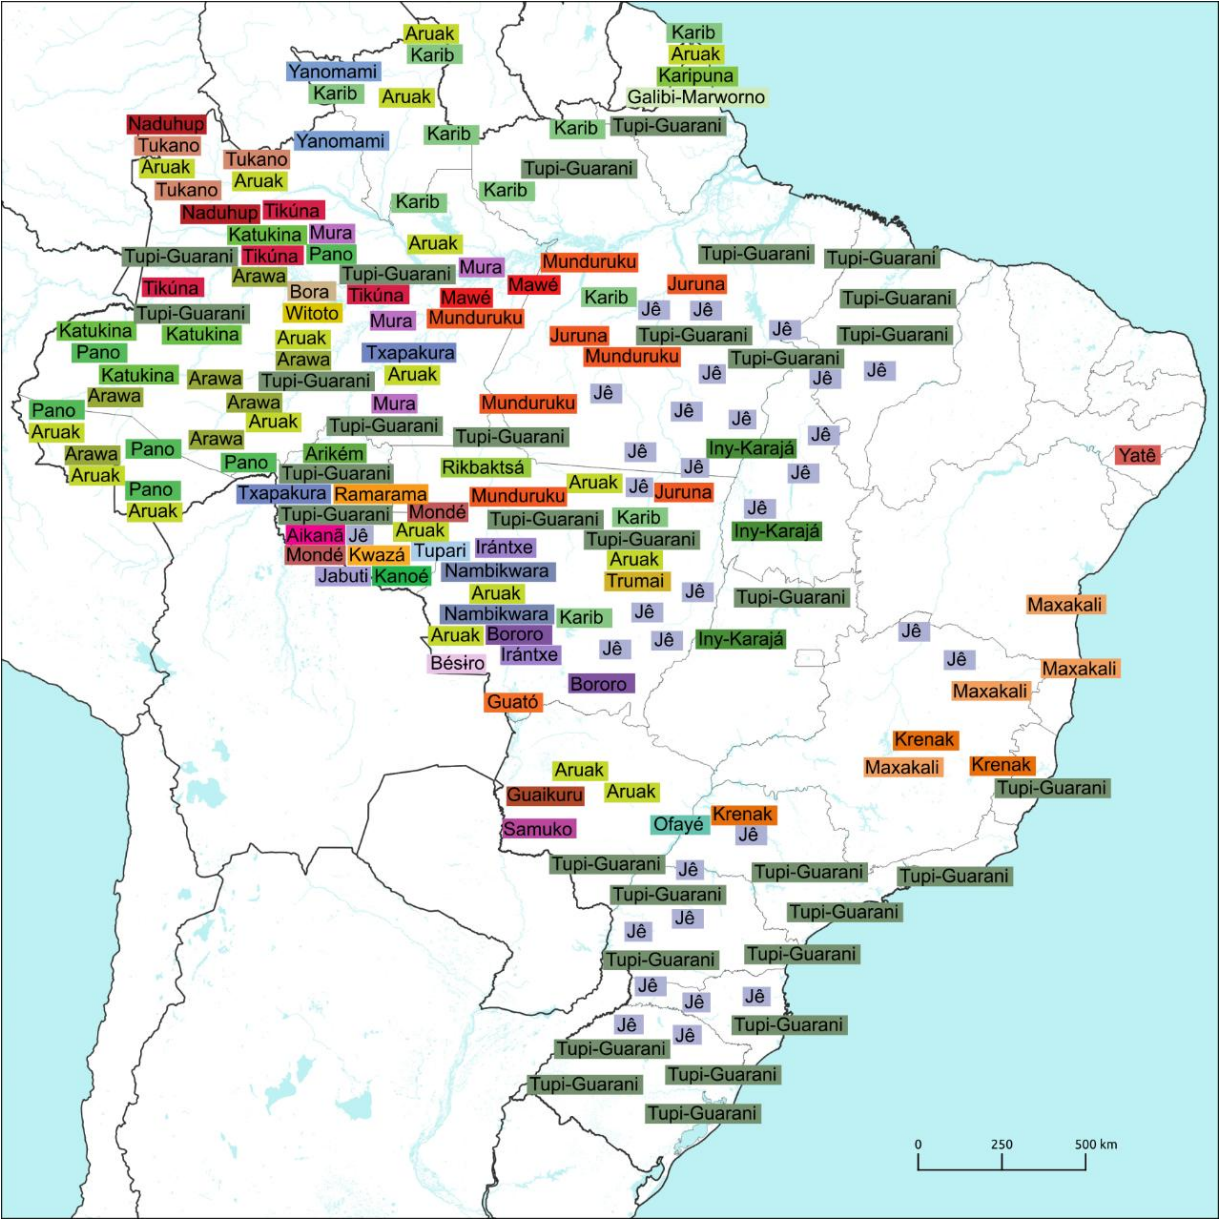 Aruak
Karib
Karib
Aruak
Yanomami
Karipuna
Karib
Aruak
Galibi-Marworno
Naduhup
Karib
Karib
Tupi-Guarani
Tukano
Yanomami
Tukano
Aruak
Tupi-Guarani
Aruak
Tukano
Karib
Karib
Naduhup
Tikúna
Katukina
Mura
Aruak
Tupi-Guarani
Tikúna
Pano
Munduruku
Tupi-Guarani
Tupi-Guarani
Arawa
Tupi-Guarani
Mura
Tikúna
Bora
Tikúna
Mawé
Mawé
Karib
Juruna
Tupi-Guarani
Tupi-Guarani
Witoto
Mura
Munduruku
Jê
Jê
Katukina
Katukina
Aruak
Juruna
Tupi-Guarani
Jê
Tupi-Guarani
Pano
Arawa
Txapakura
Munduruku
Tupi-Guarani
Katukina
Arawa
Tupi-Guarani
Aruak
Jê
Jê
Jê
Arawa
Arawa
Mura
Munduruku
Jê
Pano
Aruak
Tupi-Guarani
Jê
Jê
Aruak
Arawa
Tupi-Guarani
Jê
Arawa
Pano
Arikém
Jê
Iny-Karajá
Yatê
Aruak
Pano
Tupi-Guarani
Rikbaktsá
Jê
Jê
Pano
Txapakura
Ramarama
Munduruku
Aruak
Jê
Juruna
Aruak
Tupi-Guarani
Mondé
Tupi-Guarani
Karib
Jê
Aikanã
Jê
Aruak
Tupi-Guarani
Iny-Karajá
Mondé
Kwazá
Tupari
Irántxe
Aruak
Jabuti
Kanoé
Nambikwara
Trumai
Aruak
Jê
Tupi-Guarani
Nambikwara
Karib
Jê
Maxakali
Aruak
Bororo
Jê
Jê
Iny-Karajá
Jê
Irántxe
Bésɨro
Jê
Maxakali
Bororo
Maxakali
Guató
Krenak
Aruak
Maxakali
Krenak
Guaikuru
Aruak
Tupi-Guarani
Samuko
Ofayé
Krenak
Jê
Tupi-Guarani
Jê
Tupi-Guarani
Tupi-Guarani
Tupi-Guarani
Jê
Tupi-Guarani
Jê
Tupi-Guarani
Tupi-Guarani
Jê
Jê
Jê
Jê
Jê
Tupi-Guarani
Tupi-Guarani
Tupi-Guarani
Tupi-Guarani
Tupi-Guarani
0 250 500 km